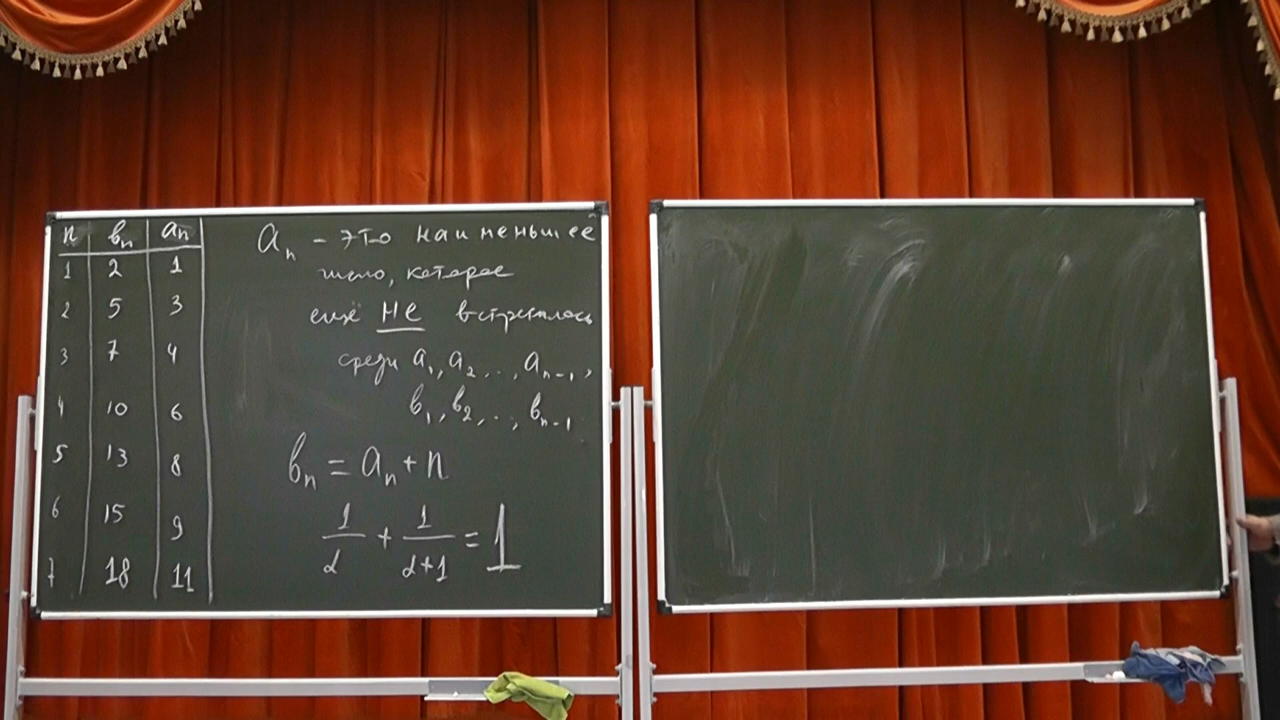 n bₙ aₙ
1 2 1
2 5 3
3 7 4
4 10 6
5 13 8
6 15 9
7 18 11
aₙ - это наименьшее
число, которое
ещё не встретилось
среди a₁, a₂, .., aₙ₋₁,
b₁, b₂, .., bₙ₋₁
bₙ = aₙ + n
1/α + 1/(α+1) = 1